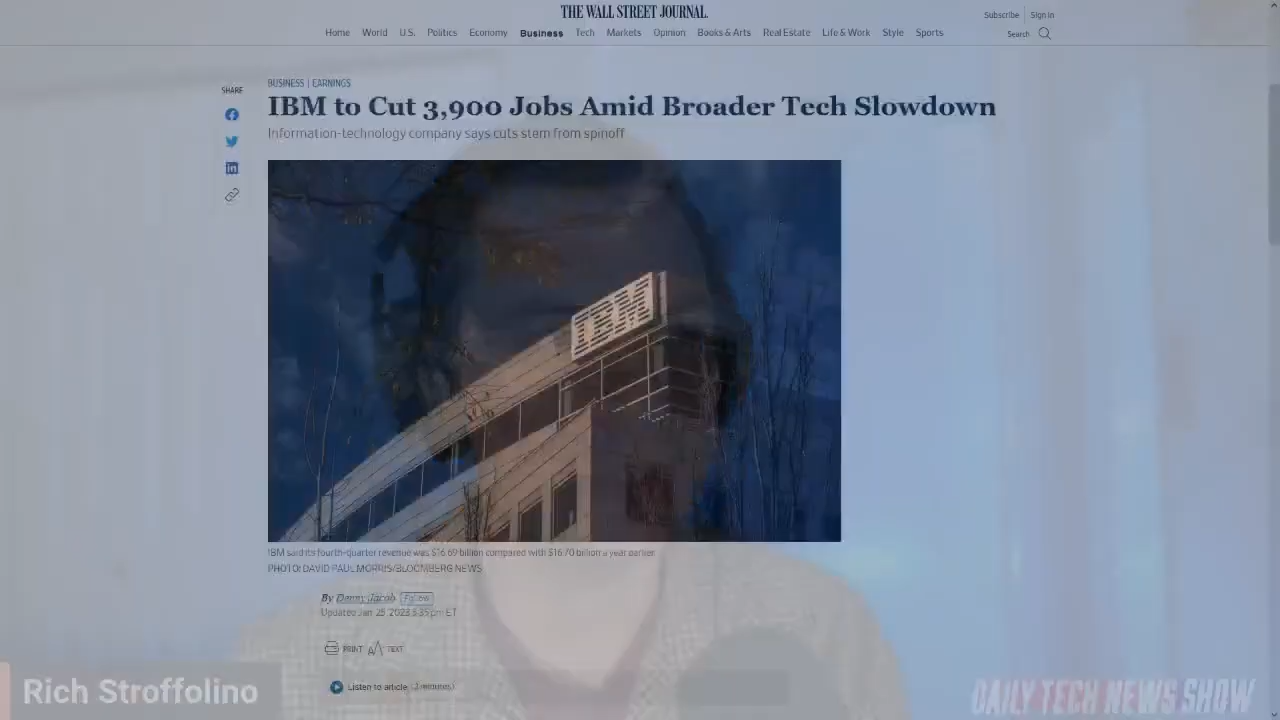 THE WALL STREET JOURNAL.
Subscribe Sign In
Home World U.S. Politics Economy Business Tech Markets Opinion Books & Arts Real Estate Life & Work Style Sports
Search
SHARE
BUSINESS | EARNINGS
IBM to Cut 3,900 Jobs Amid Broader Tech Slowdown
Information-technology company says cuts stem from spinoff
IBM
IBM said its fourth-quarter revenue was $16.69 billion compared with $16.70 billion a year earlier.
PHOTO: DAVID PAUL MORRIS/BLOOMBERG NEWS
By Denny Jacob Follow
Updated Jan. 25, 2023 5:35 pm ET
PRINT TEXT
Listen to article (2 minutes)
Rich Stroffolino
DAILY TECH NEWS SHOW